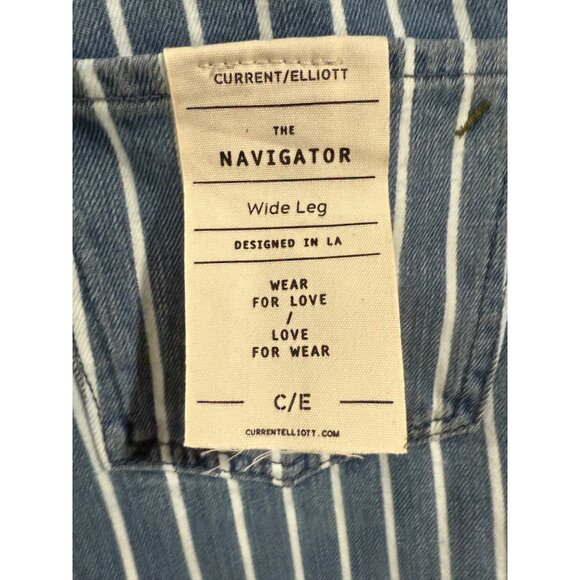 CURRENT/ELLIOTT
THE
NAVIGATOR
Wide Leg
DESIGNED IN LA
WEAR
FOR LOVE
/
LOVE
FOR WEAR
C/E
CURRENTELLIOTT.COM